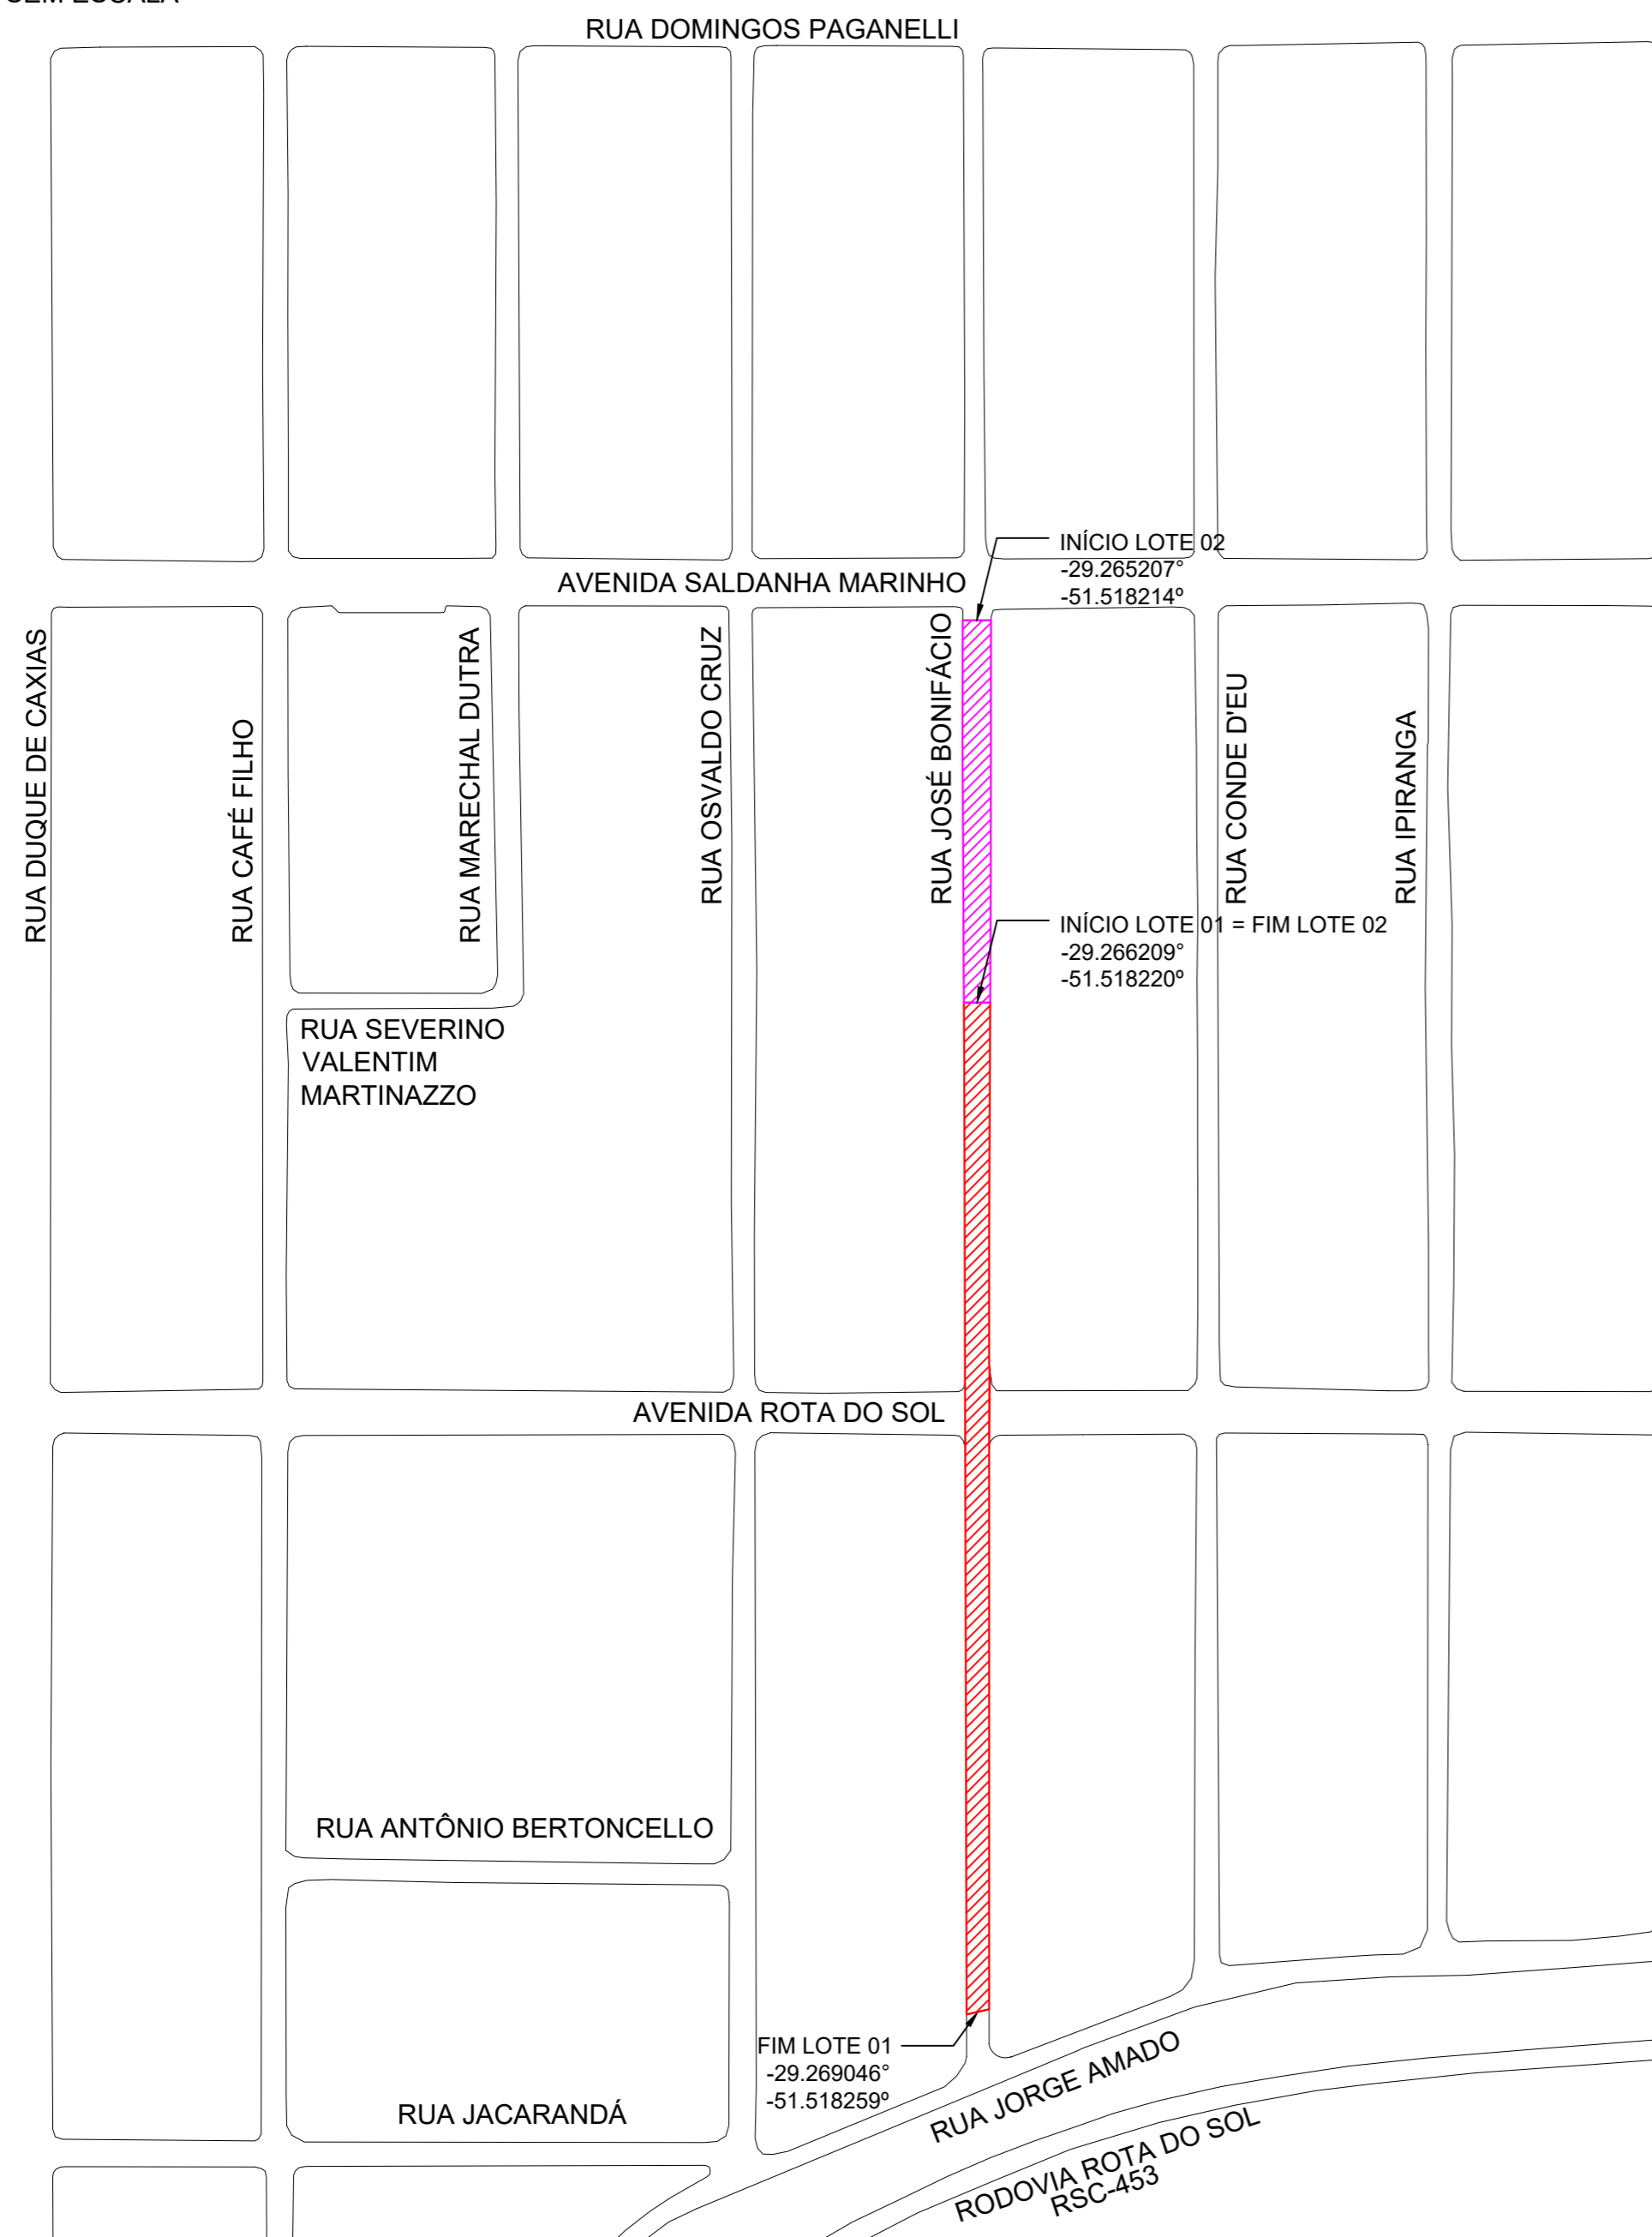 RUA DOMINGOS PAGANELLI
INÍCIO LOTE 02
-29.265207°
-51.518214º
AVENIDA SALDANHA MARINHO
RUA DUQUE DE CAXIAS
RUA CAFÉ FILHO
RUA MARECHAL DUTRA
RUA OSVALDO CRUZ
RUA JOSÉ BONIFÁCIO
RUA CONDE D'EU
RUA IPIRANGA
INÍCIO LOTE 01 = FIM LOTE 02
-29.266209°
-51.518220º
RUA SEVERINO
VALENTIM
MARTINAZZO
AVENIDA ROTA DO SOL
RUA ANTÔNIO BERTONCELLO
FIM LOTE 01
-29.269046°
-51.518259º
RUA JACARANDÁ
RUA JORGE AMADO
RODOVIA ROTA DO SOL
RSC-453